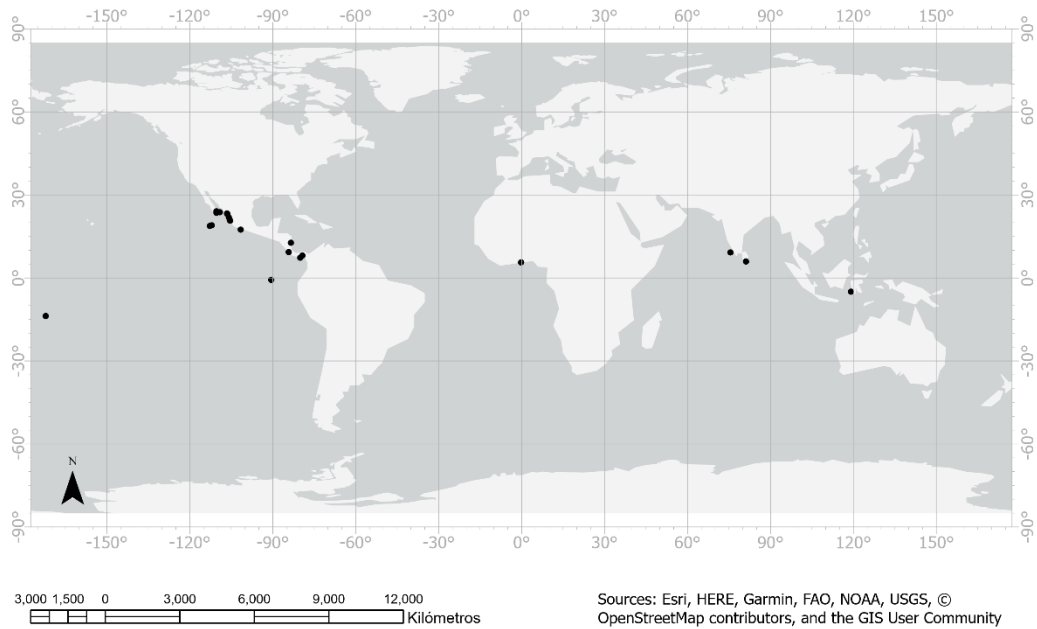 -150° -120° -90° -60° -30° 0° 30° 60° 90° 120° 150°
90° 90°
60° 60°
30° 30°
0° 0°
-30° -30°
-60° -60°
N
-90° -90°
-150° -120° -90° -60° -30° 0° 30° 60° 90° 120° 150°
3,000 1,500 0 3,000 6,000 9,000 12,000
Kilómetros
Sources: Esri, HERE, Garmin, FAO, NOAA, USGS, ©
OpenStreetMap contributors, and the GIS User Community